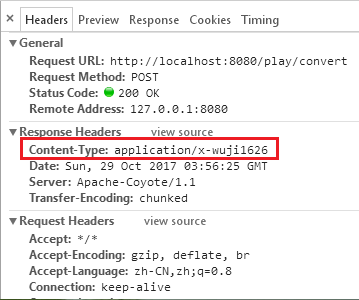 Headers Preview Response Cookies Timing
▼ General
Request URL: http://localhost:8080/play/convert
Request Method: POST
Status Code: 200 OK
Remote Address: 127.0.0.1:8080
▼ Response Headers view source
Content-Type: application/x-wuji1626
Date: Sun, 29 Oct 2017 03:56:25 GMT
Server: Apache-Coyote/1.1
Transfer-Encoding: chunked
▼ Request Headers view source
Accept: */*
Accept-Encoding: gzip, deflate, br
Accept-Language: zh-CN,zh;q=0.8
Connection: keep-alive